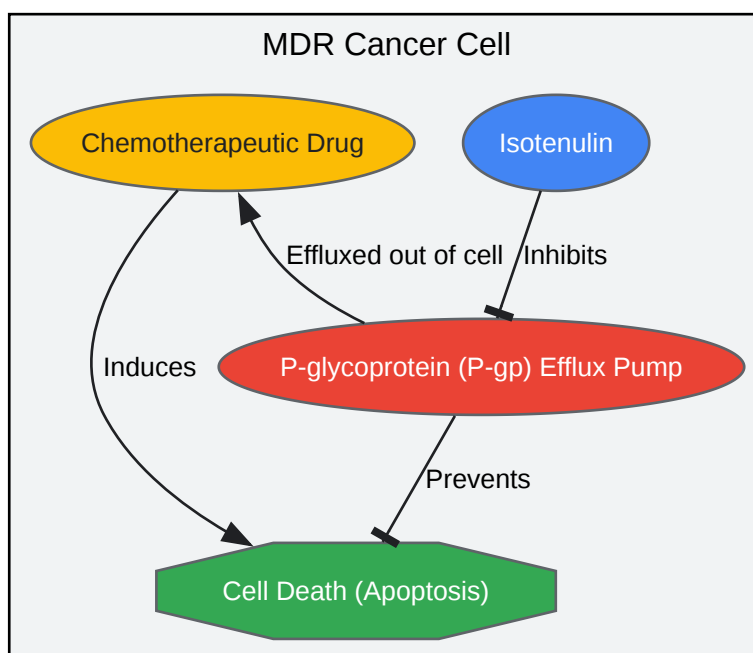 MDR Cancer Cell
Chemotherapeutic Drug
Isotenulin
Effluxed out of cell
Inhibits
Induces
P-glycoprotein (P-gp) Efflux Pump
Prevents
Cell Death (Apoptosis)